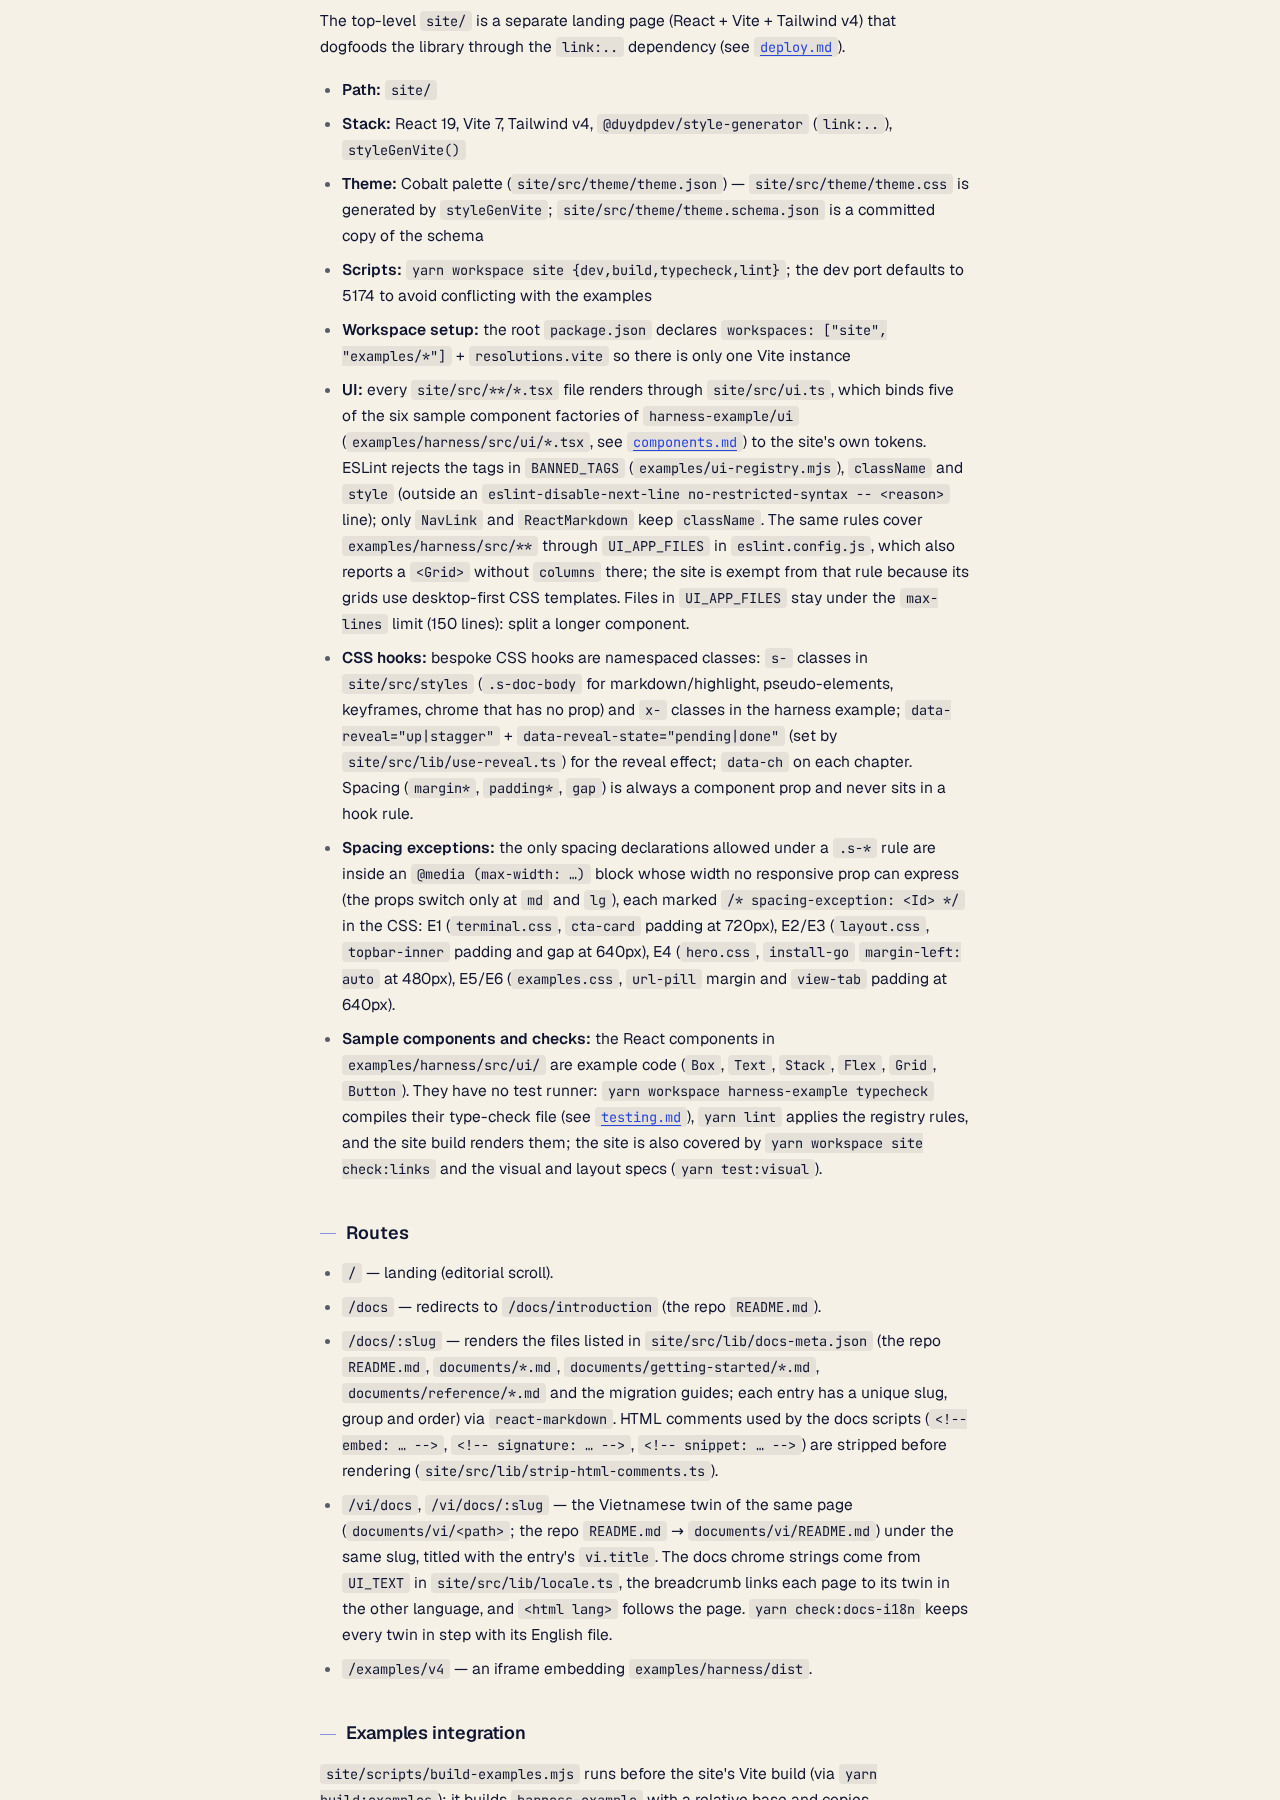 The top-level site/ is a separate landing page (React + Vite + Tailwind v4) that
dogfoods the library through the link:.. dependency (see deploy.md).
• Path: site/
• Stack: React 19, Vite 7, Tailwind v4, @duydpdev/style-generator (link:..),
styleGenVite()
• Theme: Cobalt palette (site/src/theme/theme.json) — site/src/theme/theme.css is
generated by styleGenVite; site/src/theme/theme.schema.json is a committed
copy of the schema
• Scripts: yarn workspace site {dev,build,typecheck,lint}; the dev port defaults to
5174 to avoid conflicting with the examples
• Workspace setup: the root package.json declares workspaces: ["site",
"examples/*"] + resolutions.vite so there is only one Vite instance
• UI: every site/src/**/*.tsx file renders through site/src/ui.ts, which binds five
of the six sample component factories of harness-example/ui
(examples/harness/src/ui/*.tsx, see components.md) to the site's own tokens.
ESLint rejects the tags in BANNED_TAGS (examples/ui-registry.mjs), className and
style (outside an eslint-disable-next-line no-restricted-syntax -- <reason>
line); only NavLink and ReactMarkdown keep className. The same rules cover
examples/harness/src/** through UI_APP_FILES in eslint.config.js, which also
reports a <Grid> without columns there; the site is exempt from that rule because its
grids use desktop-first CSS templates. Files in UI_APP_FILES stay under the max-
lines limit (150 lines): split a longer component.
• CSS hooks: bespoke CSS hooks are namespaced classes: s- classes in
site/src/styles (.s-doc-body for markdown/highlight, pseudo-elements,
keyframes, chrome that has no prop) and x- classes in the harness example; data-
reveal="up|stagger" + data-reveal-state="pending|done" (set by
site/src/lib/use-reveal.ts) for the reveal effect; data-ch on each chapter.
Spacing (margin*, padding*, gap) is always a component prop and never sits in a
hook rule.
• Spacing exceptions: the only spacing declarations allowed under a .s-* rule are
inside an @media (max-width: …) block whose width no responsive prop can express
(the props switch only at md and lg), each marked /* spacing-exception: <Id> */
in the CSS: E1 (terminal.css, cta-card padding at 720px), E2/E3 (layout.css,
topbar-inner padding and gap at 640px), E4 (hero.css, install-go margin-left:
auto at 480px), E5/E6 (examples.css, url-pill margin and view-tab padding at
640px).
• Sample components and checks: the React components in
examples/harness/src/ui/ are example code (Box, Text, Stack, Flex, Grid,
Button). They have no test runner: yarn workspace harness-example typecheck
compiles their type-check file (see testing.md), yarn lint applies the registry rules,
and the site build renders them; the site is also covered by yarn workspace site
check:links and the visual and layout specs (yarn test:visual).
— Routes
• / — landing (editorial scroll).
• /docs — redirects to /docs/introduction (the repo README.md).
• /docs/:slug — renders the files listed in site/src/lib/docs-meta.json (the repo
README.md, documents/*.md, documents/getting-started/*.md,
documents/reference/*.md and the migration guides; each entry has a unique slug,
group and order) via react-markdown. HTML comments used by the docs scripts (<!--
embed: … -->, <!-- signature: … -->, <!-- snippet: … -->) are stripped before
rendering (site/src/lib/strip-html-comments.ts).
• /vi/docs, /vi/docs/:slug — the Vietnamese twin of the same page
(documents/vi/<path>; the repo README.md → documents/vi/README.md) under the
same slug, titled with the entry's vi.title. The docs chrome strings come from
UI_TEXT in site/src/lib/locale.ts, the breadcrumb links each page to its twin in
the other language, and <html lang> follows the page. yarn check:docs-i18n keeps
every twin in step with its English file.
• /examples/v4 — an iframe embedding examples/harness/dist.
— Examples integration
site/scripts/build-examples.mjs runs before the site's Vite build (via yarn
build:examples): it builds harness-example with a relative base and copies